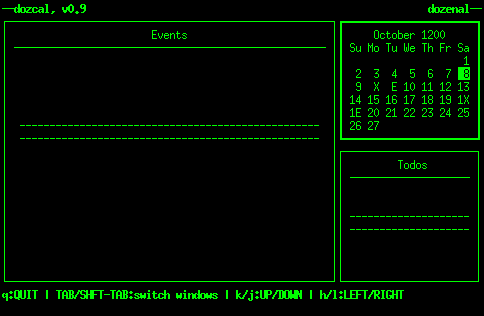 dozcal, v0.9 dozenal
Events
October 1200
Su Mo Tu We Th Fr Sa
1
2 3 4 5 6 7 8
9 X E 10 11 12 13
14 15 16 17 18 19 1X
1E 20 21 22 23 24 25
26 27
Todos
q:QUIT | TAB/SHFT-TAB:switch windows | k/j:UP/DOWN | h/l:LEFT/RIGHT